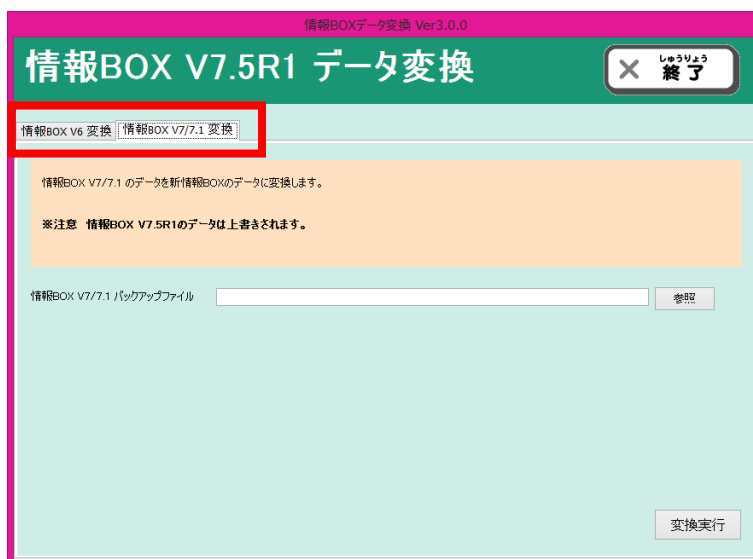 情報BOXデータ変換 Ver3.0.0
情報BOX V7.5R1 データ変換
しゅうりょう
終了
情報BOX V6 変換
情報BOX V7/7.1 変換
情報BOX V7/7.1 のデータを新情報BOXのデータに変換します。
※注意 情報BOX V7.5R1のデータは上書きされます。
情報BOX V7/7.1 バックアップファイル
参照
変換実行